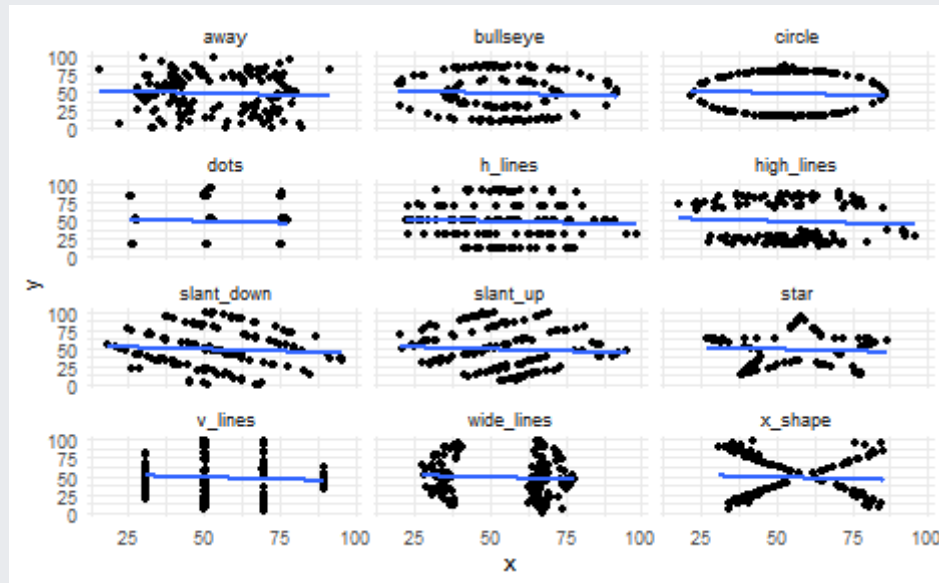 away bullseye circle
100
75
50
25
0
dots h_lines high_lines
100
75
50
25
0
y
slant_down slant_up star
100
75
50
25
0
v_lines wide_lines x_shape
100
75
50
25
0
25 50 75 100 25 50 75 100 25 50 75 100
x